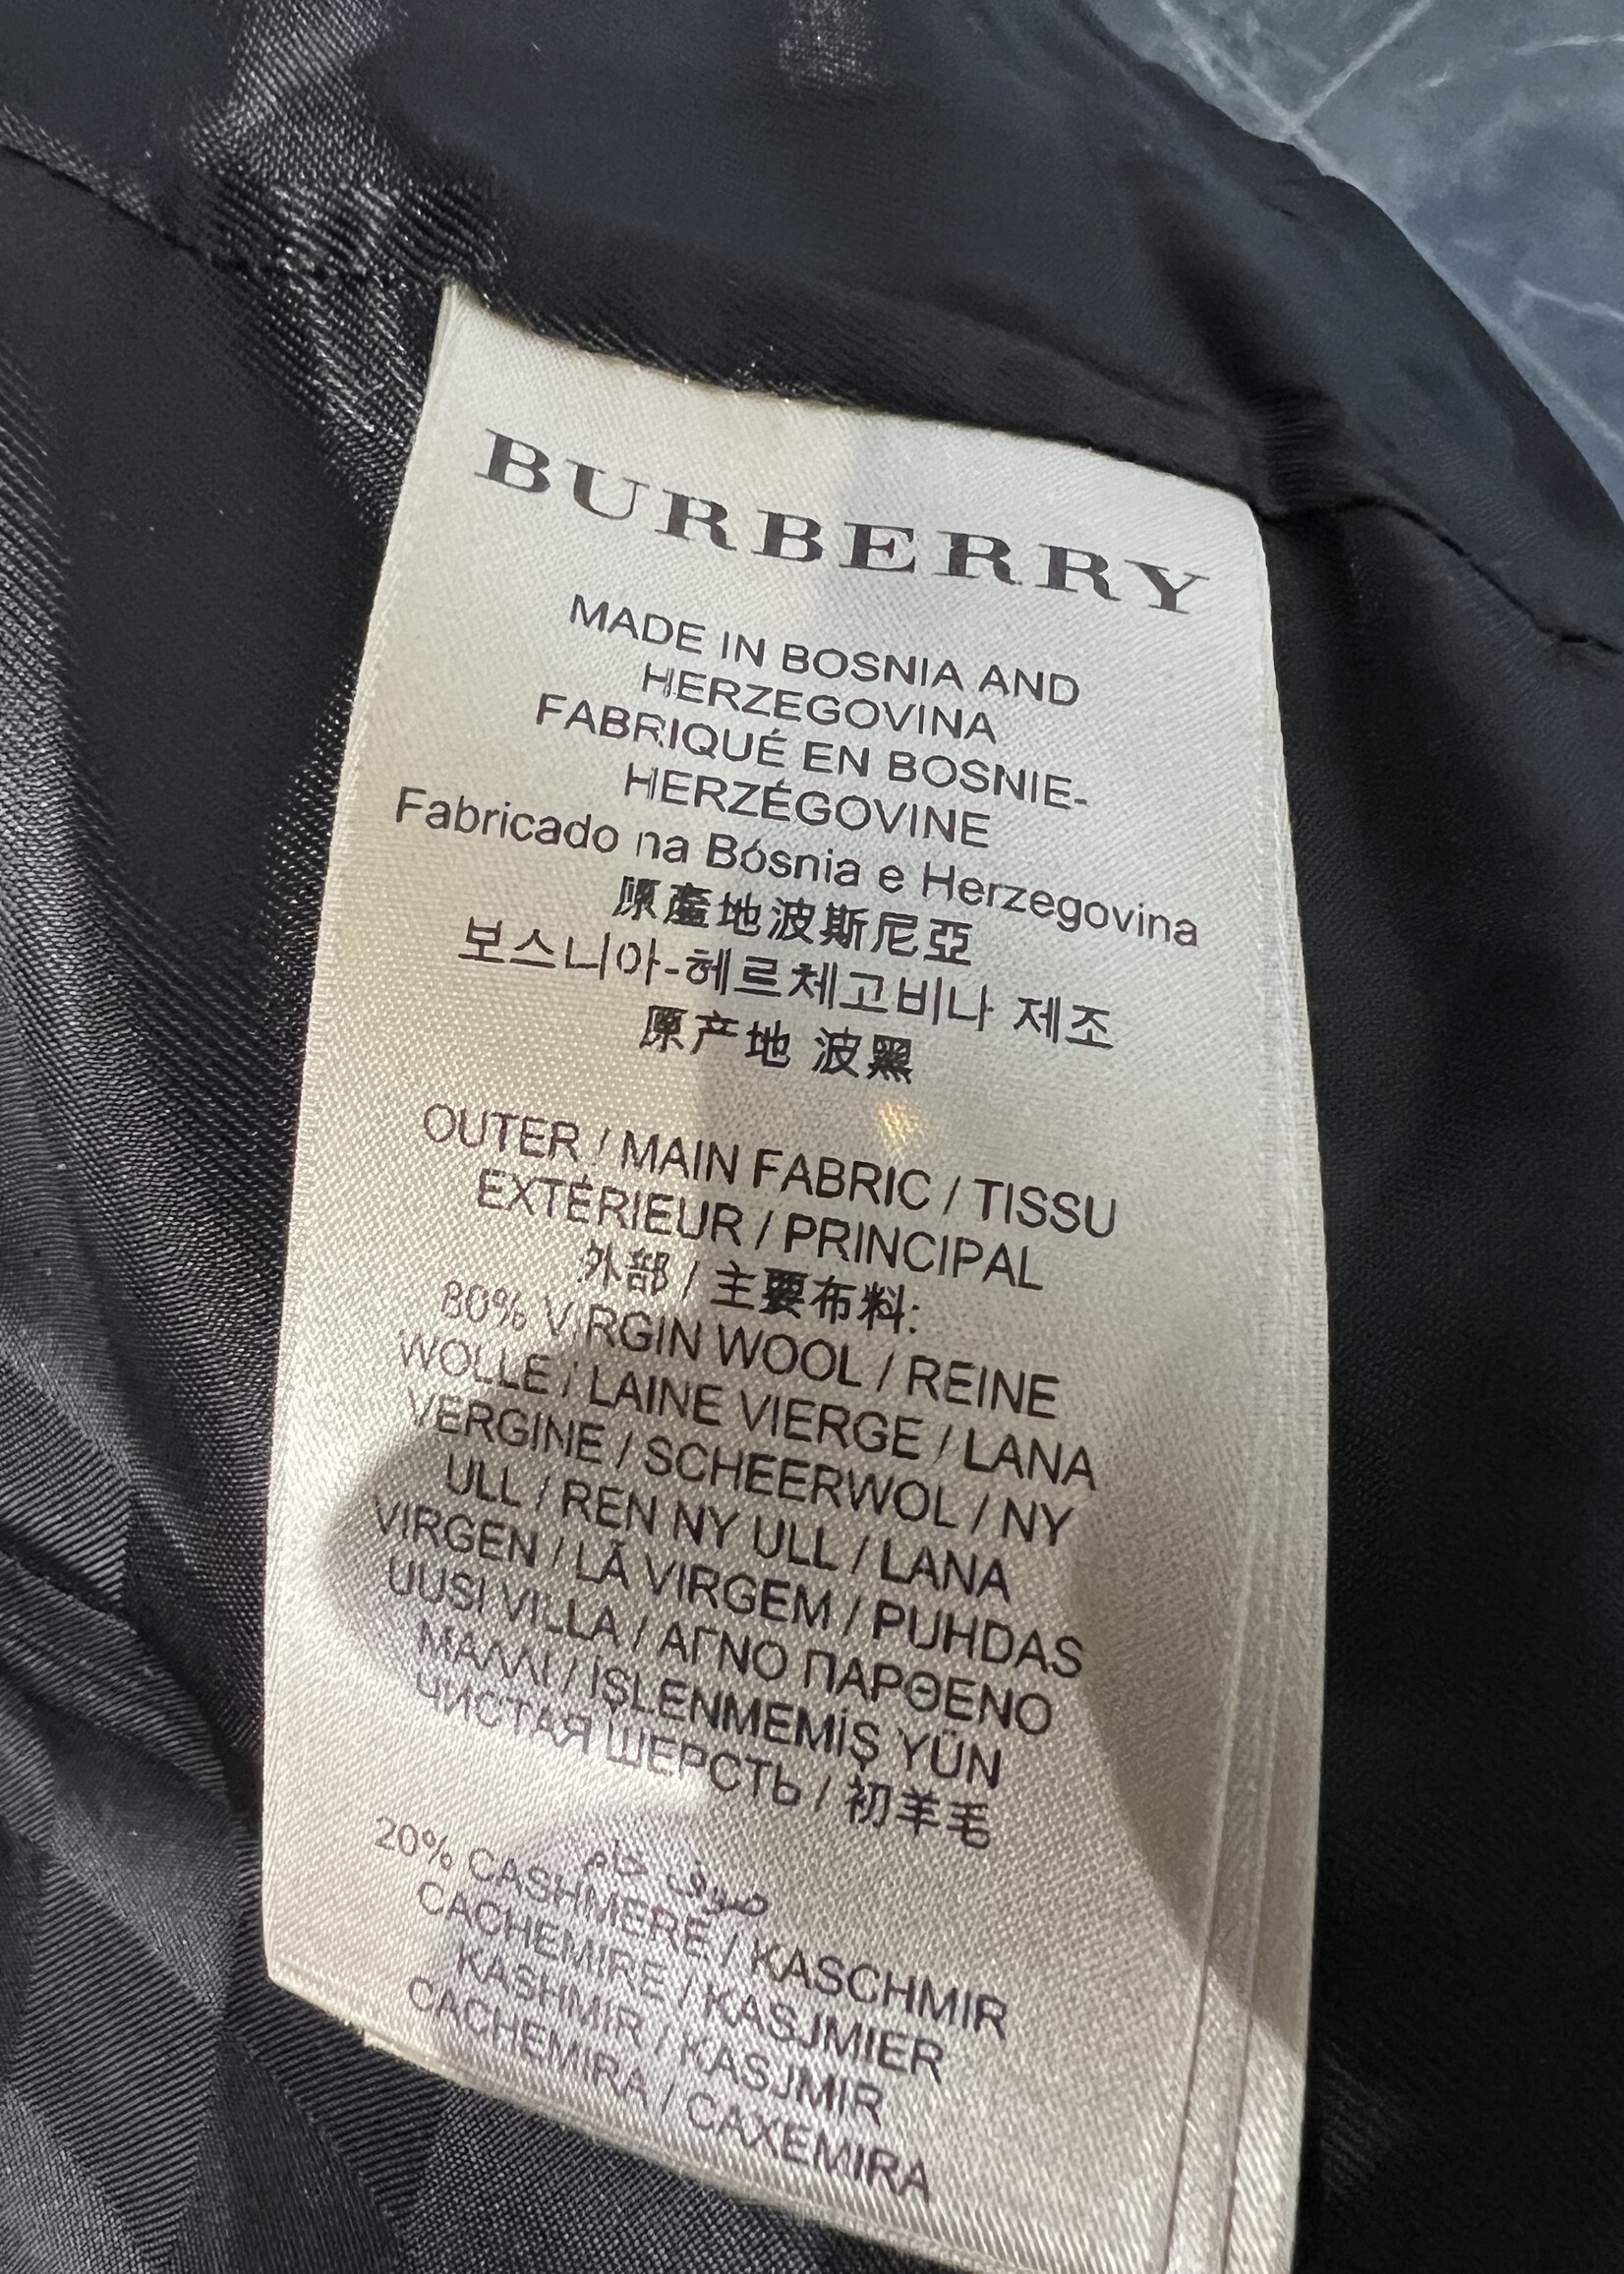 BURBERRY
MADE IN BOSNIA AND
HERZEGOVINA
FABRIQUÉ EN BOSNIE-
HERZÉGOVINE
Fabricado na Bósnia e Herzegovina
原產地波斯尼亞
보스니아-헤르체고비나 제조
原产地 波黑
OUTER / MAIN FABRIC / TISSU
EXTÉRIEUR / PRINCIPAL
外部 / 主要布料:
80% VIRGIN WOOL / REINE
WOLLE / LAINE VIERGE / LANA
VERGINE / SCHEERWOL / NY
ULL / REN NY ULL / LANA
VIRGEN / LÃ VIRGEM / PUHDAS
UUSI VILLA / ΑΓΝΟ ΠΑΡΘΕΝΟ
ΜΑΛΛΙ / İŞLENMEMİŞ YÜN
ЧИСТАЯ ШЕРСТЬ / 初羊毛
صوف خام
20% CASHMERE / KASCHMIR
CACHEMIRE / KASJMIER
KASHMIR / KASJMIR
CACHEMIRA / CAXEMIRA